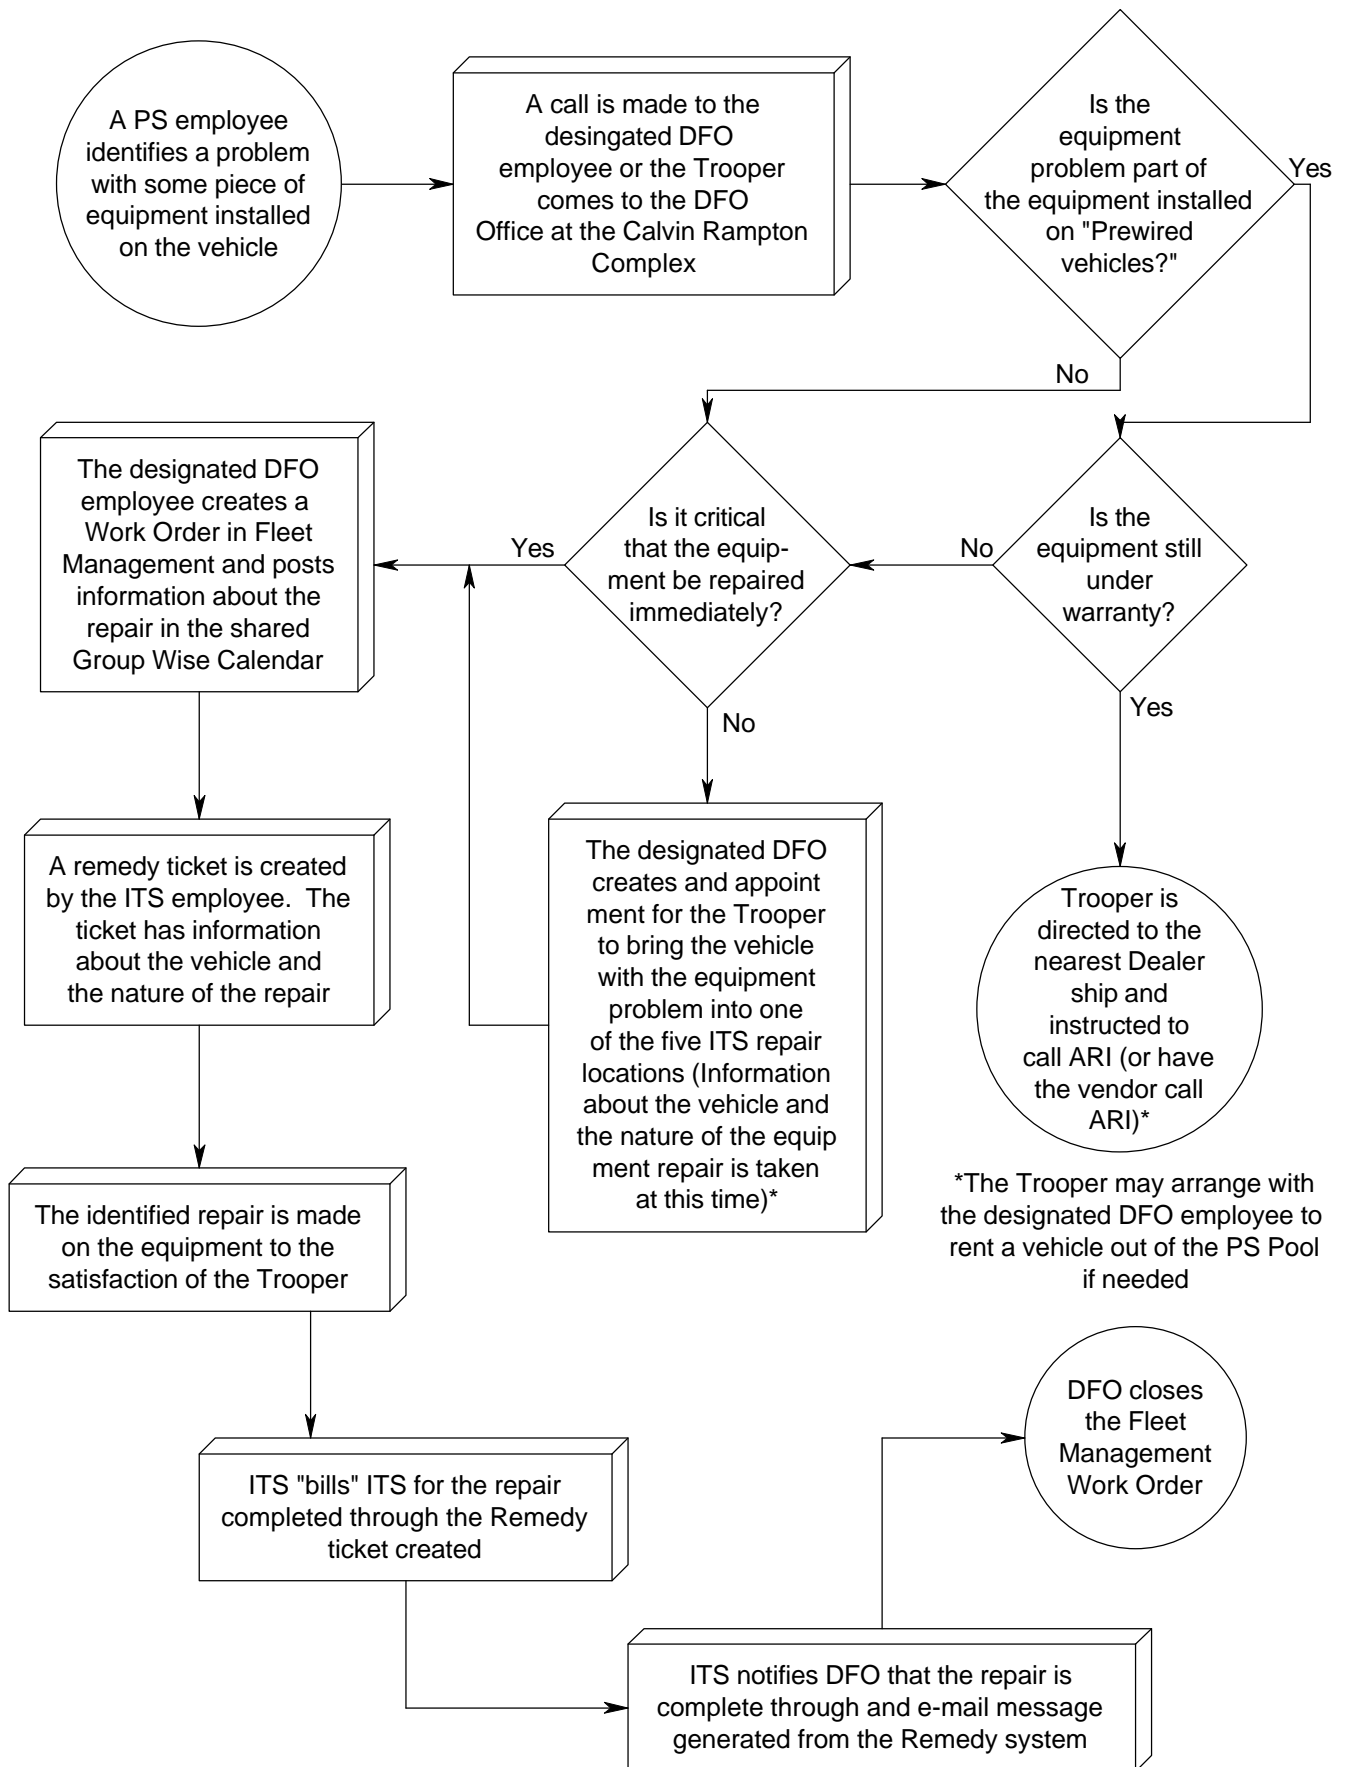 A PS employee
identifies a problem
with some piece of
equipment installed
on the vehicle
A call is made to the
desingated DFO
employee or the Trooper
comes to the DFO
Office at the Calvin Rampton
Complex
Is the
equipment
problem part of
the equipment installed
on "Prewired
vehicles?"
Yes
No
The designated DFO
employee creates a
Work Order in Fleet
Management and posts
information about the
repair in the shared
Group Wise Calendar
Yes
Is it critical
that the equip-
ment be repaired
immediately?
No
Is the
equipment still
under
warranty?
No
Yes
A remedy ticket is created
by the ITS employee.  The
ticket has information
about the vehicle and
the nature of the repair
The designated DFO
creates and appoint
ment for the Trooper
to bring the vehicle
with the equipment
problem into one
of the five ITS repair
locations (Information
about the vehicle and
the nature of the equip
ment repair is taken
at this time)*
Trooper is
directed to the
nearest Dealer
ship and
instructed to
call ARI (or have
the vendor call
ARI)*
*The Trooper may arrange with
the designated DFO employee to
rent a vehicle out of the PS Pool
if needed
The identified repair is made
on the equipment to the
satisfaction of the Trooper
ITS "bills" ITS for the repair
completed through the Remedy
ticket created
DFO closes
the Fleet
Management
Work Order
ITS notifies DFO that the repair is
complete through and e-mail message
generated from the Remedy system